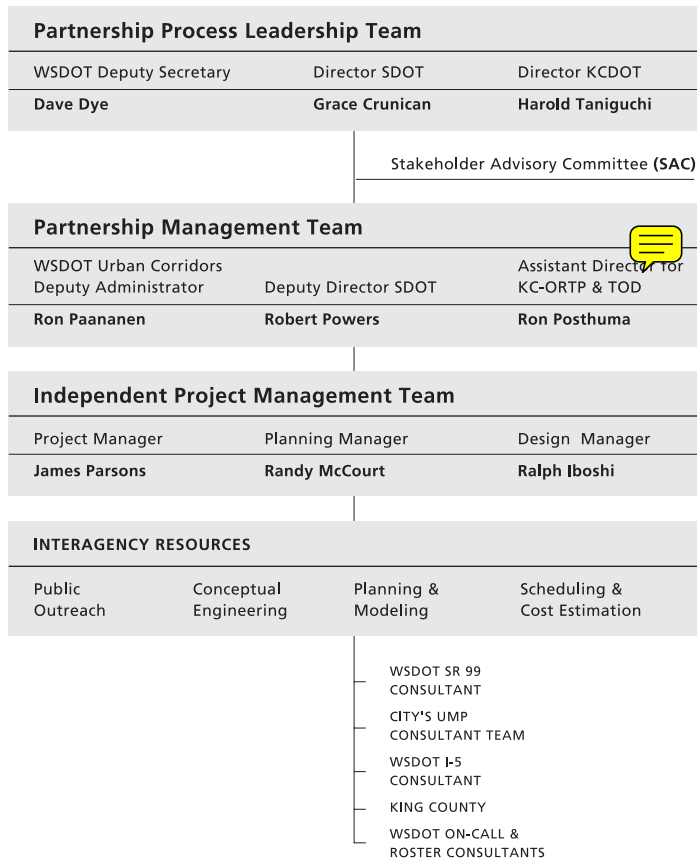 Partnership Process Leadership Team
WSDOT Deputy Secretary Director SDOT Director KCDOT
Dave Dye Grace Crunican Harold Taniguchi
Stakeholder Advisory Committee (SAC)
Partnership Management Team
WSDOT Urban Corridors
Deputy Administrator Deputy Director SDOT Assistant Director for
KC-ORTP & TOD
Ron Paananen Robert Powers Ron Posthuma
Independent Project Management Team
Project Manager Planning Manager Design Manager
James Parsons Randy McCourt Ralph Iboshi
INTERAGENCY RESOURCES
Public Conceptual Planning & Scheduling &
Outreach Engineering Modeling Cost Estimation
WSDOT SR 99
CONSULTANT
CITY'S UMP
CONSULTANT TEAM
WSDOT I-5
CONSULTANT
KING COUNTY
WSDOT ON-CALL &
ROSTER CONSULTANTS